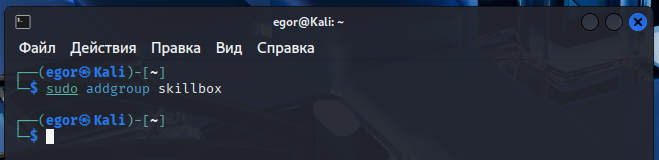 egor@Kali: ~
Файл Действия Правка Вид Справка
┌──(egor㉿Kali)-[~]
└─$ sudo addgroup skillbox
┌──(egor㉿Kali)-[~]
└─$